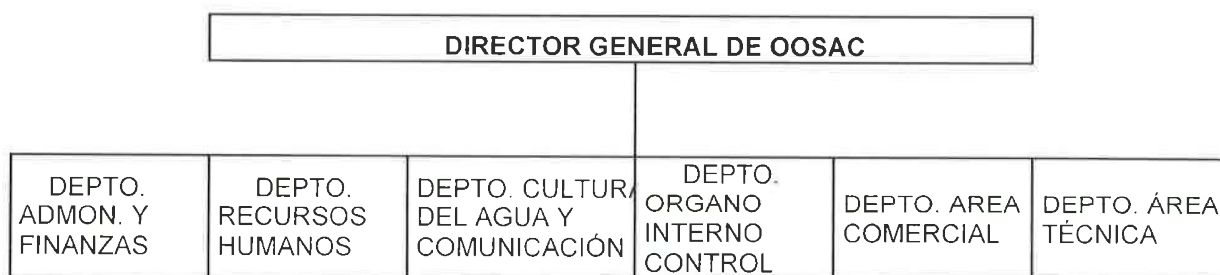 DIRECTOR GENERAL DE OOSAC
DEPTO.
ADMON. Y
FINANZAS
DEPTO.
RECURSOS
HUMANOS
DEPTO. CULTURA
DEL AGUA Y
COMUNICACIÓN
DEPTO.
ORGANO
INTERNO
CONTROL
DEPTO. AREA
COMERCIAL
DEPTO. ÁREA
TÉCNICA